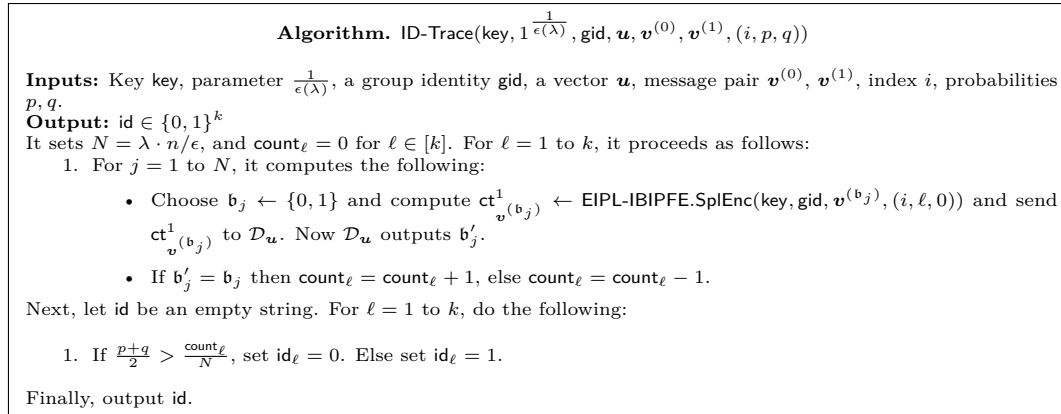 Algorithm. ID-Trace(key, 1^{1/ϵ(λ)}, gid, u, v^{(0)}, v^{(1)}, (i, p, q))
Inputs: Key key, parameter 1/ϵ(λ), a group identity gid, a vector u, message pair v^{(0)}, v^{(1)}, index i, probabilities
p, q.
Output: id ∈ {0, 1}^k
It sets N = λ · n/ϵ, and count_ℓ = 0 for ℓ ∈ [k]. For ℓ = 1 to k, it proceeds as follows:
1. For j = 1 to N, it computes the following:
• Choose 𝔟_j ← {0, 1} and compute ct^1_{v^{(𝔟_j)}} ← EIPL-IBIPFE.SplEnc(key, gid, v^{(𝔟_j)}, (i, ℓ, 0)) and send
ct^1_{v^{(𝔟_j)}} to 𝒟_u. Now 𝒟_u outputs 𝔟′_j.
• If 𝔟′_j = 𝔟_j then count_ℓ = count_ℓ + 1, else count_ℓ = count_ℓ − 1.
Next, let id be an empty string. For ℓ = 1 to k, do the following:
1. If (p+q)/2 > count_ℓ/N, set id_ℓ = 0. Else set id_ℓ = 1.
Finally, output id.